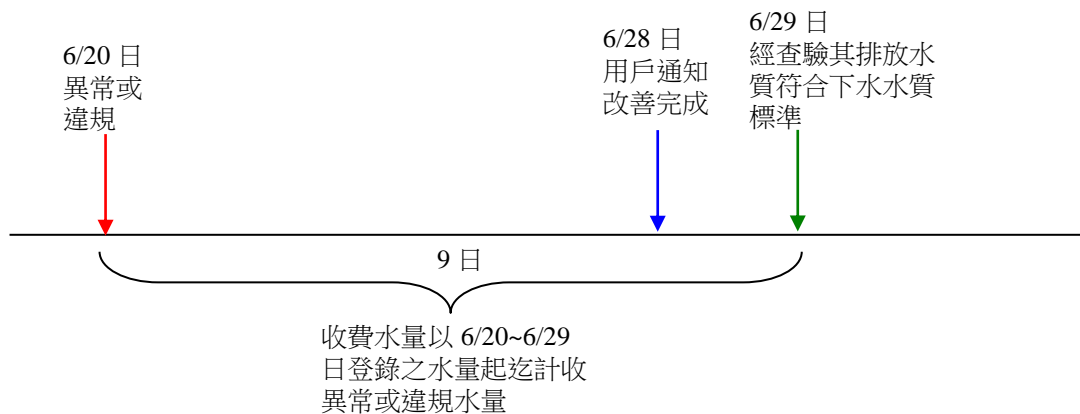 6/20 日
異常或
違規
6/28 日
用戶通知
改善完成
6/29 日
經查驗其排放水
質符合下水水質
標準
9 日
收費水量以 6/20~6/29
日登錄之水量起迄計收
異常或違規水量